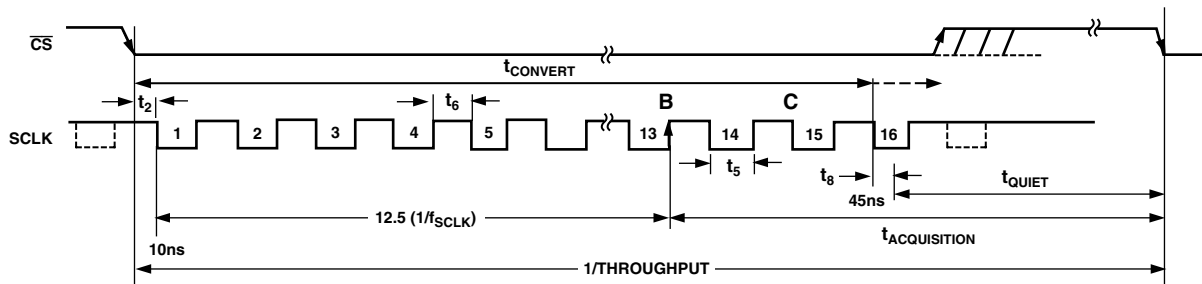 CS
tCONVERT
t2
t6
B
C
SCLK
1
2
3
4
5
13
14
15
16
t5
t8
tQUIET
45ns
12.5 (1/fSCLK)
10ns
tACQUISITION
1/THROUGHPUT